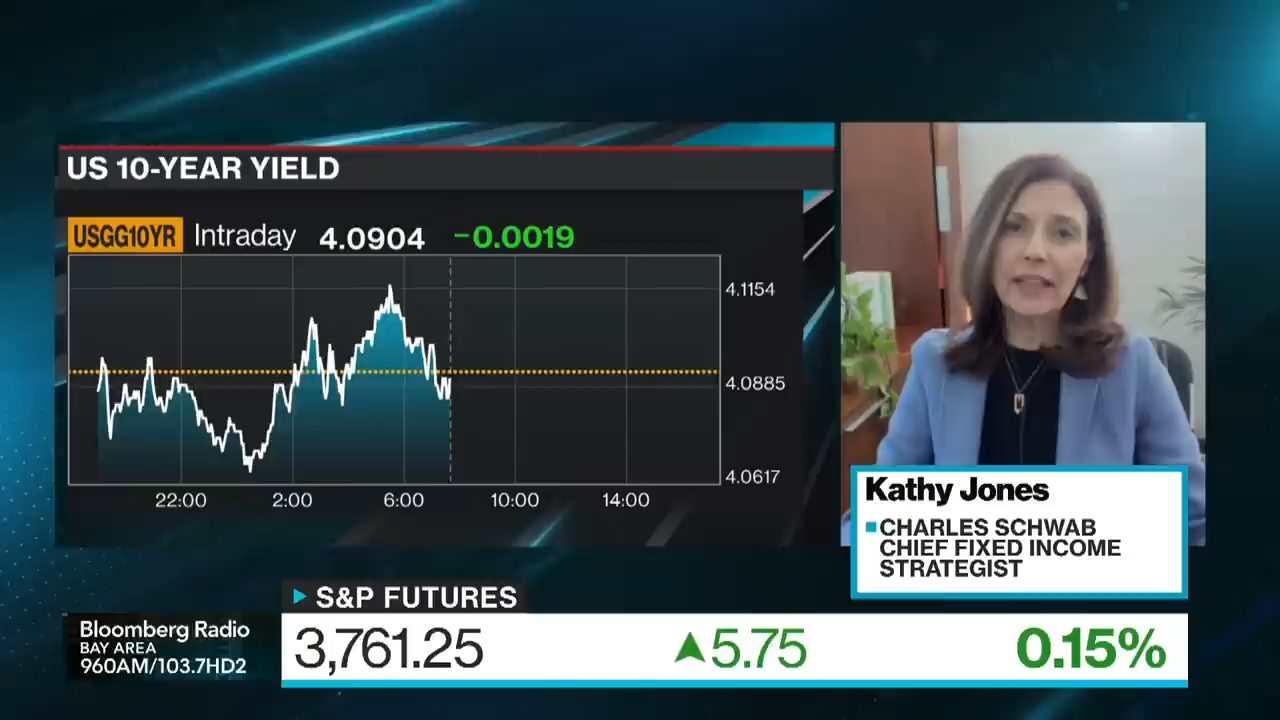 US 10-YEAR YIELD
USGG10YR Intraday 4.0904 -0.0019
4.1154
4.0885
4.0617
22:00 2:00 6:00 10:00 14:00
Kathy Jones
CHARLES SCHWAB
CHIEF FIXED INCOME
STRATEGIST
S&P FUTURES
3,761.25 ▲5.75 0.15%
Bloomberg Radio
BAY AREA
960AM/103.7HD2